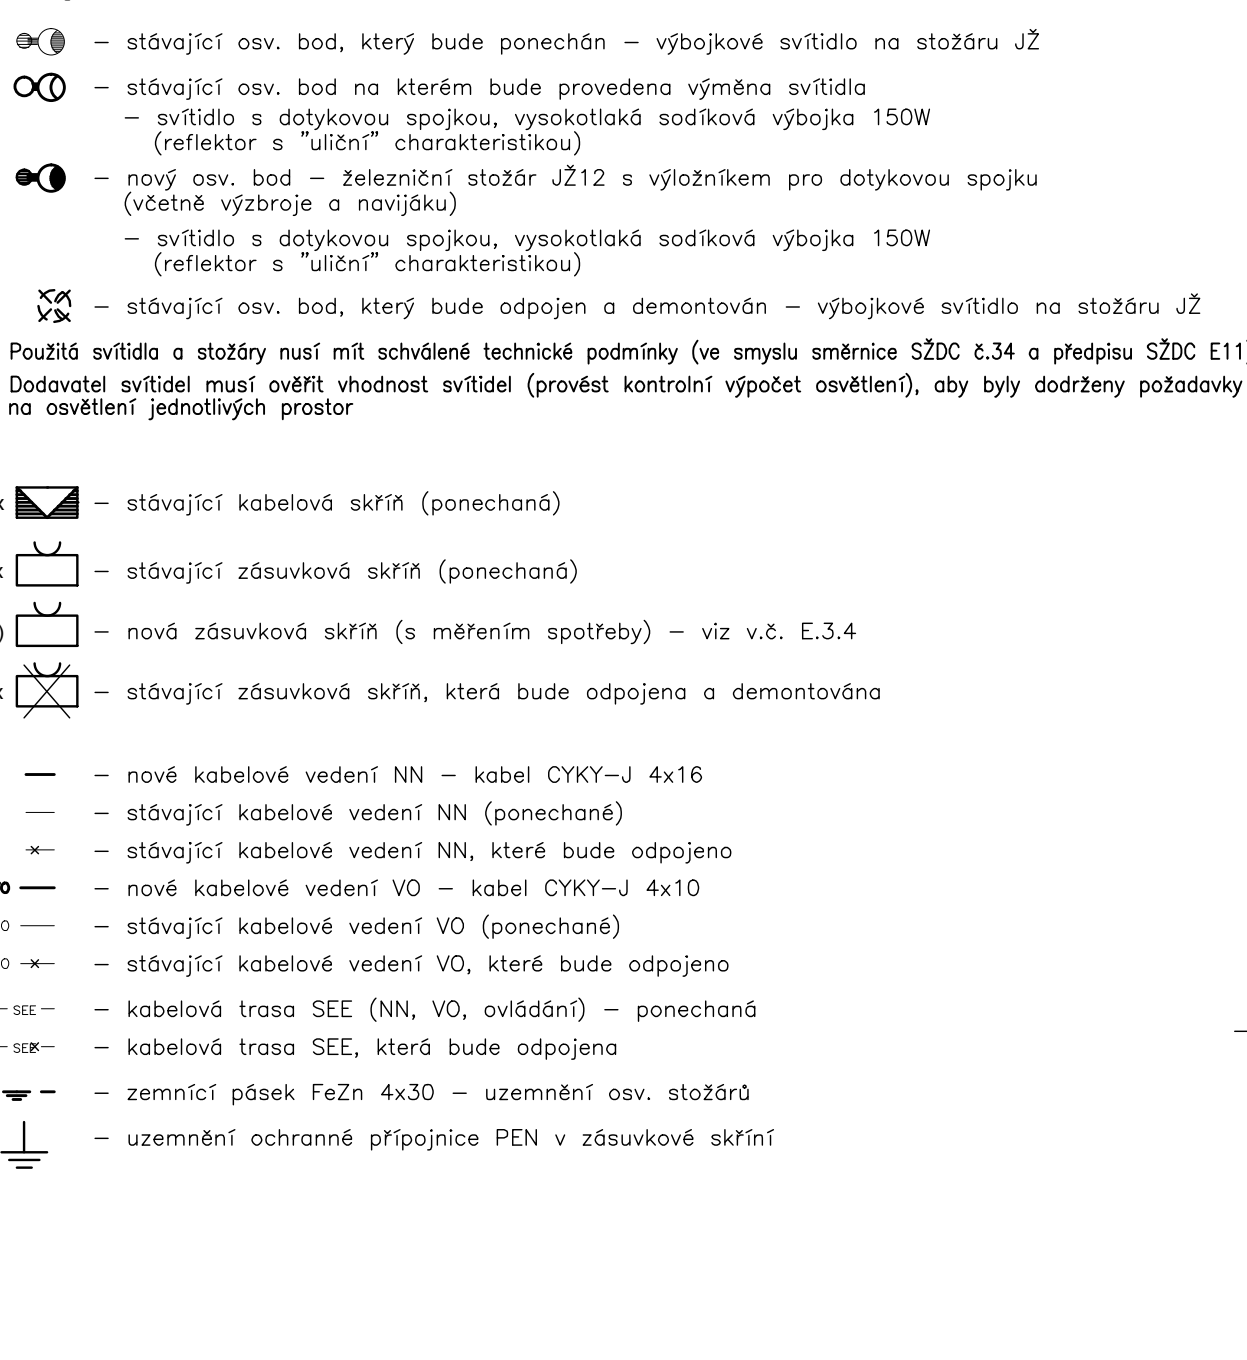 – stávající osv. bod, který bude ponechán – výbojkové svítidlo na stožáru JŽ
– stávající osv. bod na kterém bude provedena výměna svítidla
– svítidlo s dotykovou spojkou, vysokotlaká sodíková výbojka 150W
(reflektor s "uliční" charakteristikou)
– nový osv. bod – železniční stožár JŽ12 s výložníkem pro dotykovou spojku
(včetně výzbroje a navijáku)
– svítidlo s dotykovou spojkou, vysokotlaká sodíková výbojka 150W
(reflektor s "uliční" charakteristikou)
– stávající osv. bod, který bude odpojen a demontován – výbojkové svítidlo na stožáru JŽ
Použitá svítidla a stožáry nusí mít schválené technické podmínky (ve smyslu směrnice SŽDC č.34 a předpisu SŽDC E11)
Dodavatel svítidel musí ověřit vhodnost svítidel (provést kontrolní výpočet osvětlení), aby byly dodrženy požadavky
na osvětlení jednotlivých prostor
x – stávající kabelová skříň (ponechaná)
x – stávající zásuvková skříň (ponechaná)
) – nová zásuvková skříň (s měřením spotřeby) – viz v.č. E.3.4
x – stávající zásuvková skříň, která bude odpojena a demontována
– nové kabelové vedení NN – kabel CYKY–J 4x16
– stávající kabelové vedení NN (ponechané)
– stávající kabelové vedení NN, které bude odpojeno
– nové kabelové vedení VO – kabel CYKY–J 4x10
O – stávající kabelové vedení VO (ponechané)
O – stávající kabelové vedení VO, které bude odpojeno
SEE – kabelová trasa SEE (NN, VO, ovládání) – ponechaná
SEE – kabelová trasa SEE, která bude odpojena
– zemnící pásek FeZn 4x30 – uzemnění osv. stožárů
– uzemnění ochranné přípojnice PEN v zásuvkové skříní